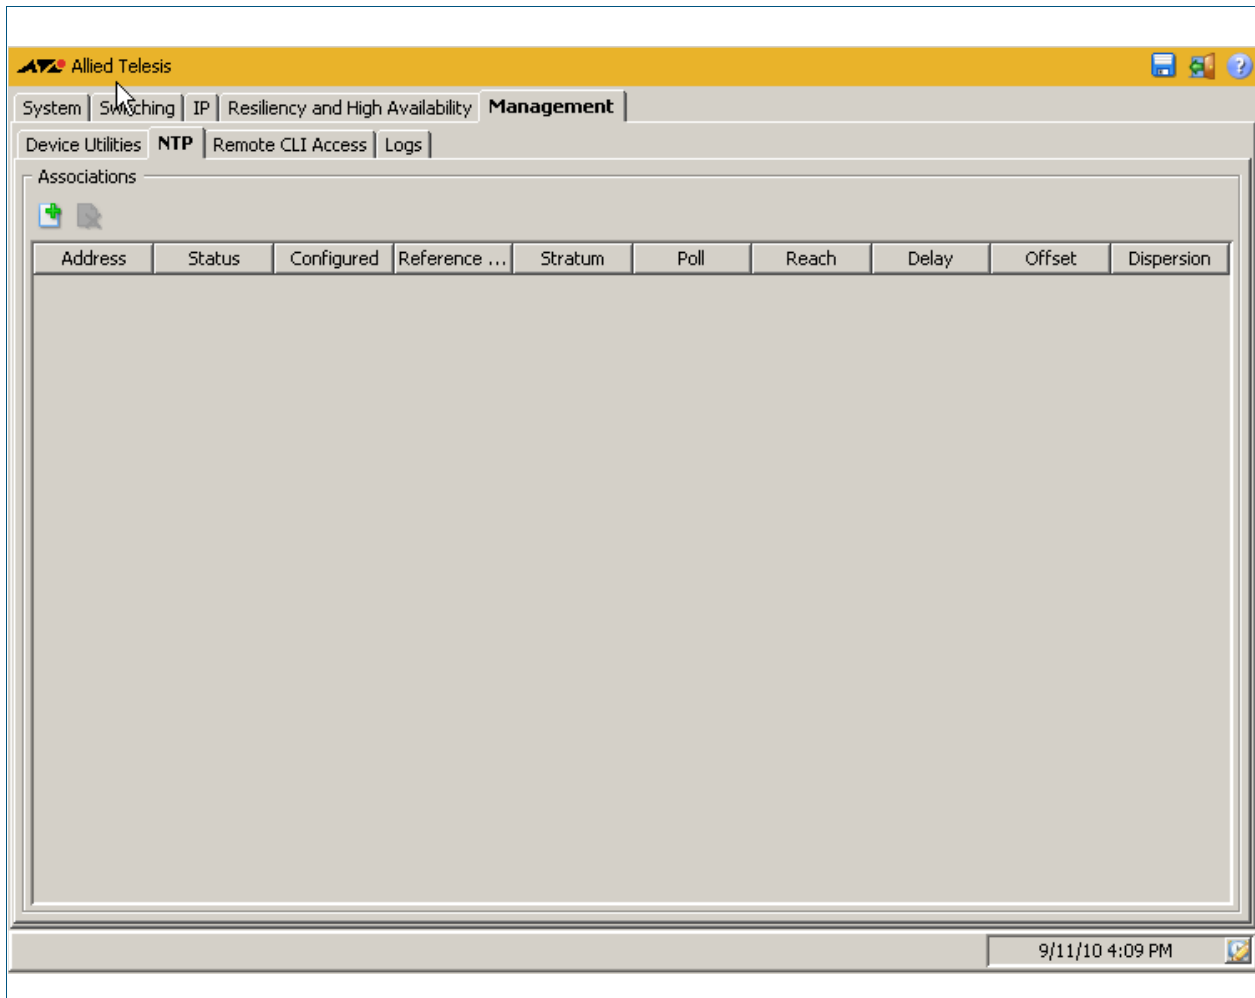 Allied Telesis
System Switching IP Resiliency and High Availability Management
Device Utilities NTP Remote CLI Access Logs
Associations
Address Status Configured Reference ... Stratum Poll Reach Delay Offset Dispersion
9/11/10 4:09 PM